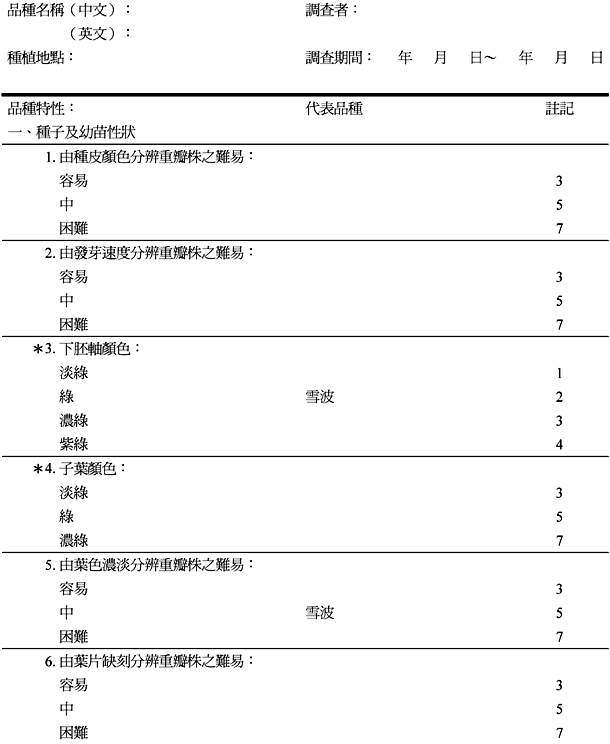 品種名稱（中文）： 調查者：
（英文）：
種植地點： 調查期間： 年 月 日～ 年 月 日
品種特性： 代表品種 註記
一、種子及幼苗性狀
1. 由種皮顏色分辨重瓣株之難易：
容易 3
中 5
困難 7
2. 由發芽速度分辨重瓣株之難易：
容易 3
中 5
困難 7
＊3. 下胚軸顏色：
淡綠 1
綠 雪波 2
濃綠 3
紫綠 4
＊4. 子葉顏色：
淡綠 3
綠 5
濃綠 7
5. 由葉色濃淡分辨重瓣株之難易：
容易 3
中 雪波 5
困難 7
6. 由葉片缺刻分辨重瓣株之難易：
容易 3
中 5
困難 7